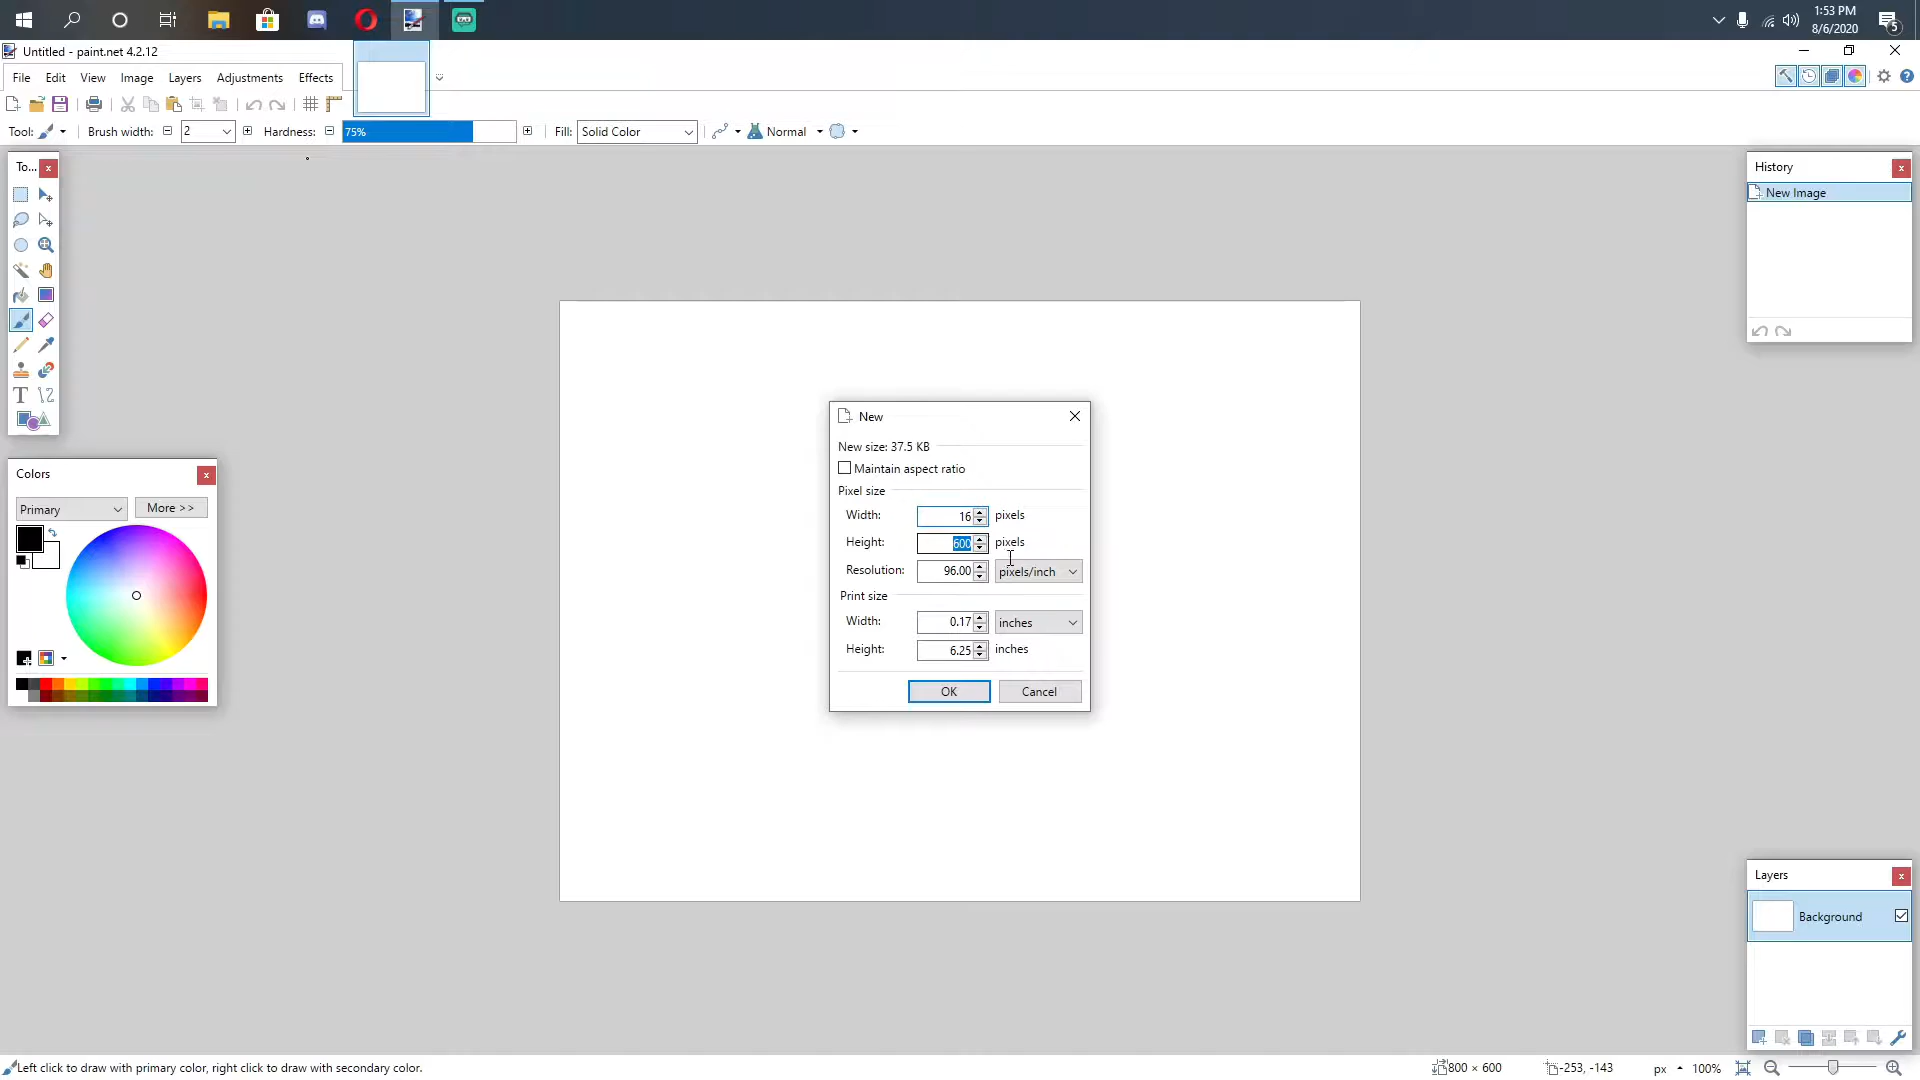 1:53 PM
8/6/2020
5
Untitled - paint.net 4.2.12
File Edit View Image Layers Adjustments Effects
Tool: Brush width: 2 Hardness: 75% Fill: Solid Color Normal
To...
History
New Image
New
New size: 37.5 KB
Maintain aspect ratio
Pixel size
Width: 16 pixels
Height: 600 pixels
Resolution: 96.00 pixels/inch
Print size
Width: 0.17 inches
Height: 6.25 inches
OK Cancel
Colors
Primary More >>
Layers
Background
Left click to draw with primary color, right click to draw with secondary color. 800 × 600 -253, -143 px 100%